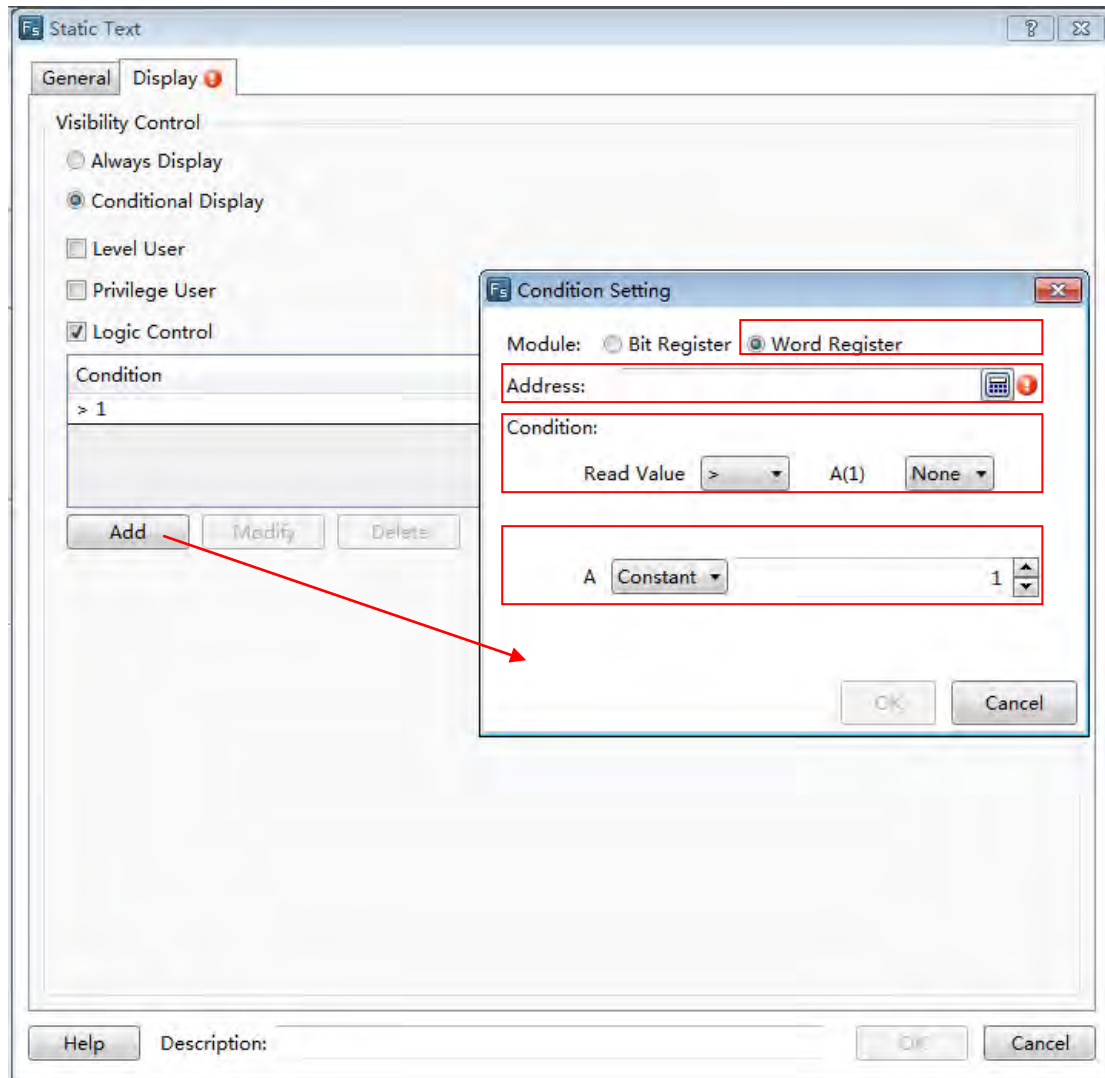 Fs Static Text
General Display
Visibility Control
Always Display
Conditional Display
Level User
Privilege User
Logic Control
Condition
> 1
Add Modify Delete
Fs Condition Setting
Module: Bit Register Word Register
Address:
Condition:
Read Value > A(1) None
A Constant 1
OK Cancel
Help Description: OK Cancel